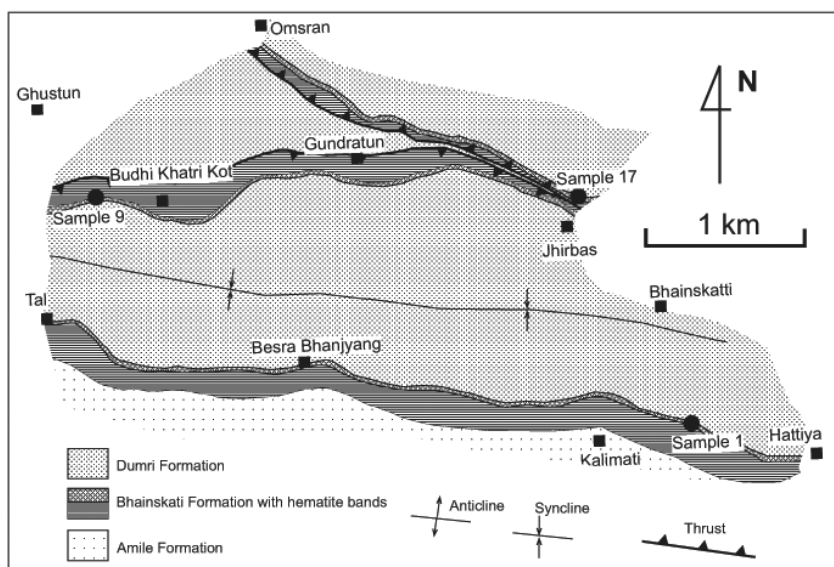 Omsran
N
Ghustun
Gundratun
Budhi Khatri Kot
Sample 17
Sample 9
1 km
Jhirbas
Bhainskatti
Tal
Besra Bhanjyang
Sample 1
Hattiya
Kalimati
Dumri Formation
Bhainskati Formation with hematite bands
Amile Formation
Anticline
Syncline
Thrust